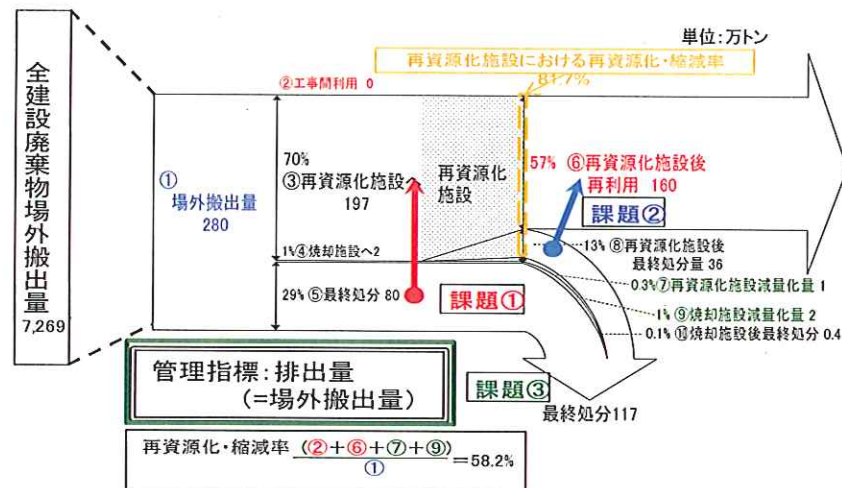 単位：万トン
再資源化施設における再資源化・縮減率
81.7%
②工事間利用 0
全建設廃棄物場外搬出量
7,269
①
場外搬出量
280
70%
③再資源化施設へ
197
再資源化
施設
57% ⑥再資源化施設後
再利用 160
課題②
1%④焼却施設へ2
13% ⑧再資源化施設後
最終処分量 36
0.3%⑦再資源化施設減量化量 1
29% ⑤最終処分 80
課題①
1% ⑨焼却施設減量化量 2
0.1% ⑩焼却施設後最終処分 0.4
管理指標：排出量
（=場外搬出量）
課題③
最終処分117
再資源化・縮減率 （②＋⑥＋⑦＋⑨）
①
＝58.2%